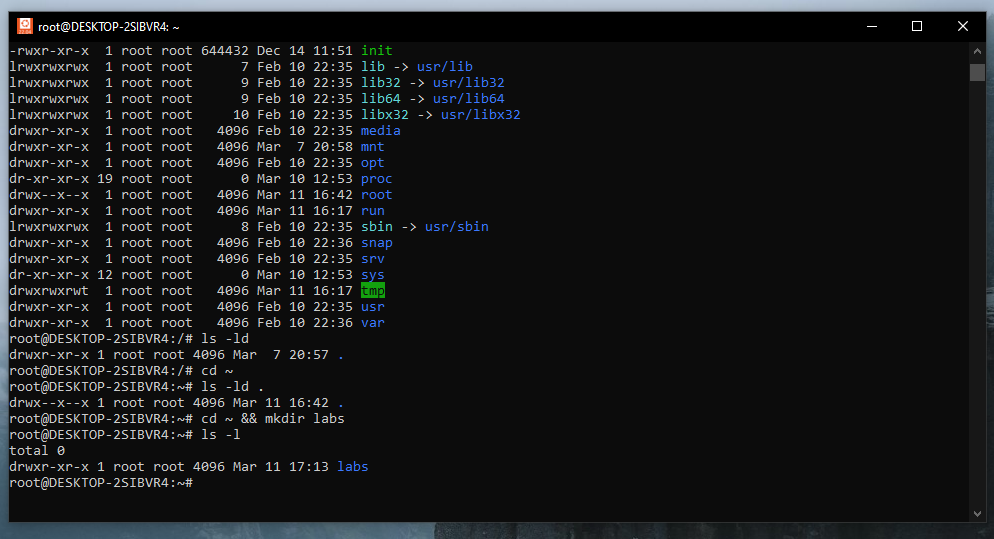 root@DESKTOP-2SIBVR4: ~
-rwxr-xr-x  1 root root 644432 Dec 14 11:51 init
lrwxrwxrwx  1 root root      7 Feb 10 22:35 lib -> usr/lib
lrwxrwxrwx  1 root root      9 Feb 10 22:35 lib32 -> usr/lib32
lrwxrwxrwx  1 root root      9 Feb 10 22:35 lib64 -> usr/lib64
lrwxrwxrwx  1 root root     10 Feb 10 22:35 libx32 -> usr/libx32
drwxr-xr-x  1 root root   4096 Feb 10 22:35 media
drwxr-xr-x  1 root root   4096 Mar  7 20:58 mnt
drwxr-xr-x  1 root root   4096 Feb 10 22:35 opt
dr-xr-xr-x 19 root root      0 Mar 10 12:53 proc
drwx--x--x  1 root root   4096 Mar 11 16:42 root
drwxr-xr-x  1 root root   4096 Mar 11 16:17 run
lrwxrwxrwx  1 root root      8 Feb 10 22:35 sbin -> usr/sbin
drwxr-xr-x  1 root root   4096 Feb 10 22:36 snap
drwxr-xr-x  1 root root   4096 Feb 10 22:35 srv
dr-xr-xr-x 12 root root      0 Mar 10 12:53 sys
drwxrwxrwt  1 root root   4096 Mar 11 16:17 tmp
drwxr-xr-x  1 root root   4096 Feb 10 22:35 usr
drwxr-xr-x  1 root root   4096 Feb 10 22:36 var
root@DESKTOP-2SIBVR4:/# ls -ld
drwxr-xr-x 1 root root 4096 Mar  7 20:57 .
root@DESKTOP-2SIBVR4:/# cd ~
root@DESKTOP-2SIBVR4:~# ls -ld .
drwx--x--x 1 root root 4096 Mar 11 16:42 .
root@DESKTOP-2SIBVR4:~# cd ~ && mkdir labs
root@DESKTOP-2SIBVR4:~# ls -l
total 0
drwxr-xr-x 1 root root 4096 Mar 11 17:13 labs
root@DESKTOP-2SIBVR4:~#